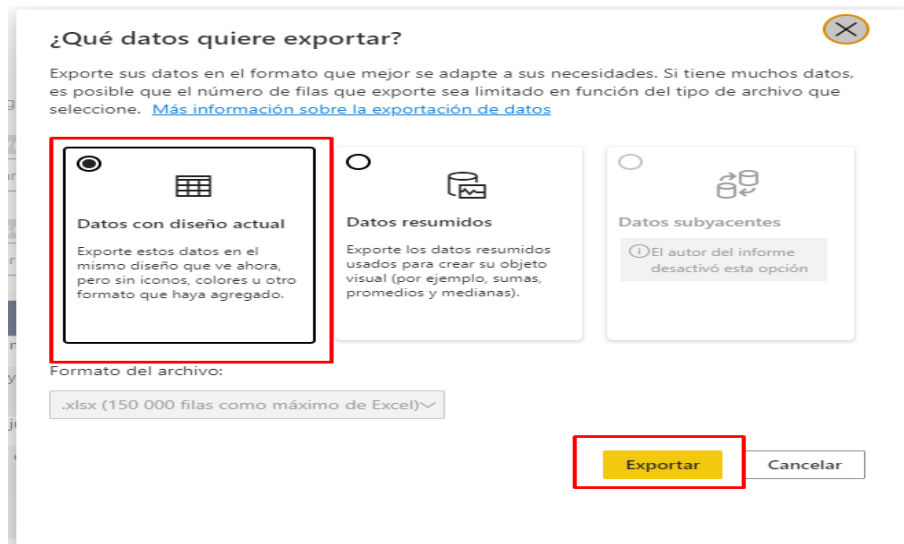 ¿Qué datos quiere exportar?
Exporte sus datos en el formato que mejor se adapte a sus necesidades. Si tiene muchos datos,
es posible que el número de filas que exporte sea limitado en función del tipo de archivo que
seleccione. Más información sobre la exportación de datos
Datos con diseño actual
Exporte estos datos en el
mismo diseño que ve ahora,
pero sin iconos, colores u otro
formato que haya agregado.
Datos resumidos
Exporte los datos resumidos
usados para crear su objeto
visual (por ejemplo, sumas,
promedios y medianas).
Datos subyacentes
El autor del informe
desactivó esta opción
Formato del archivo:
.xlsx (150 000 filas como máximo de Excel)
Exportar
Cancelar